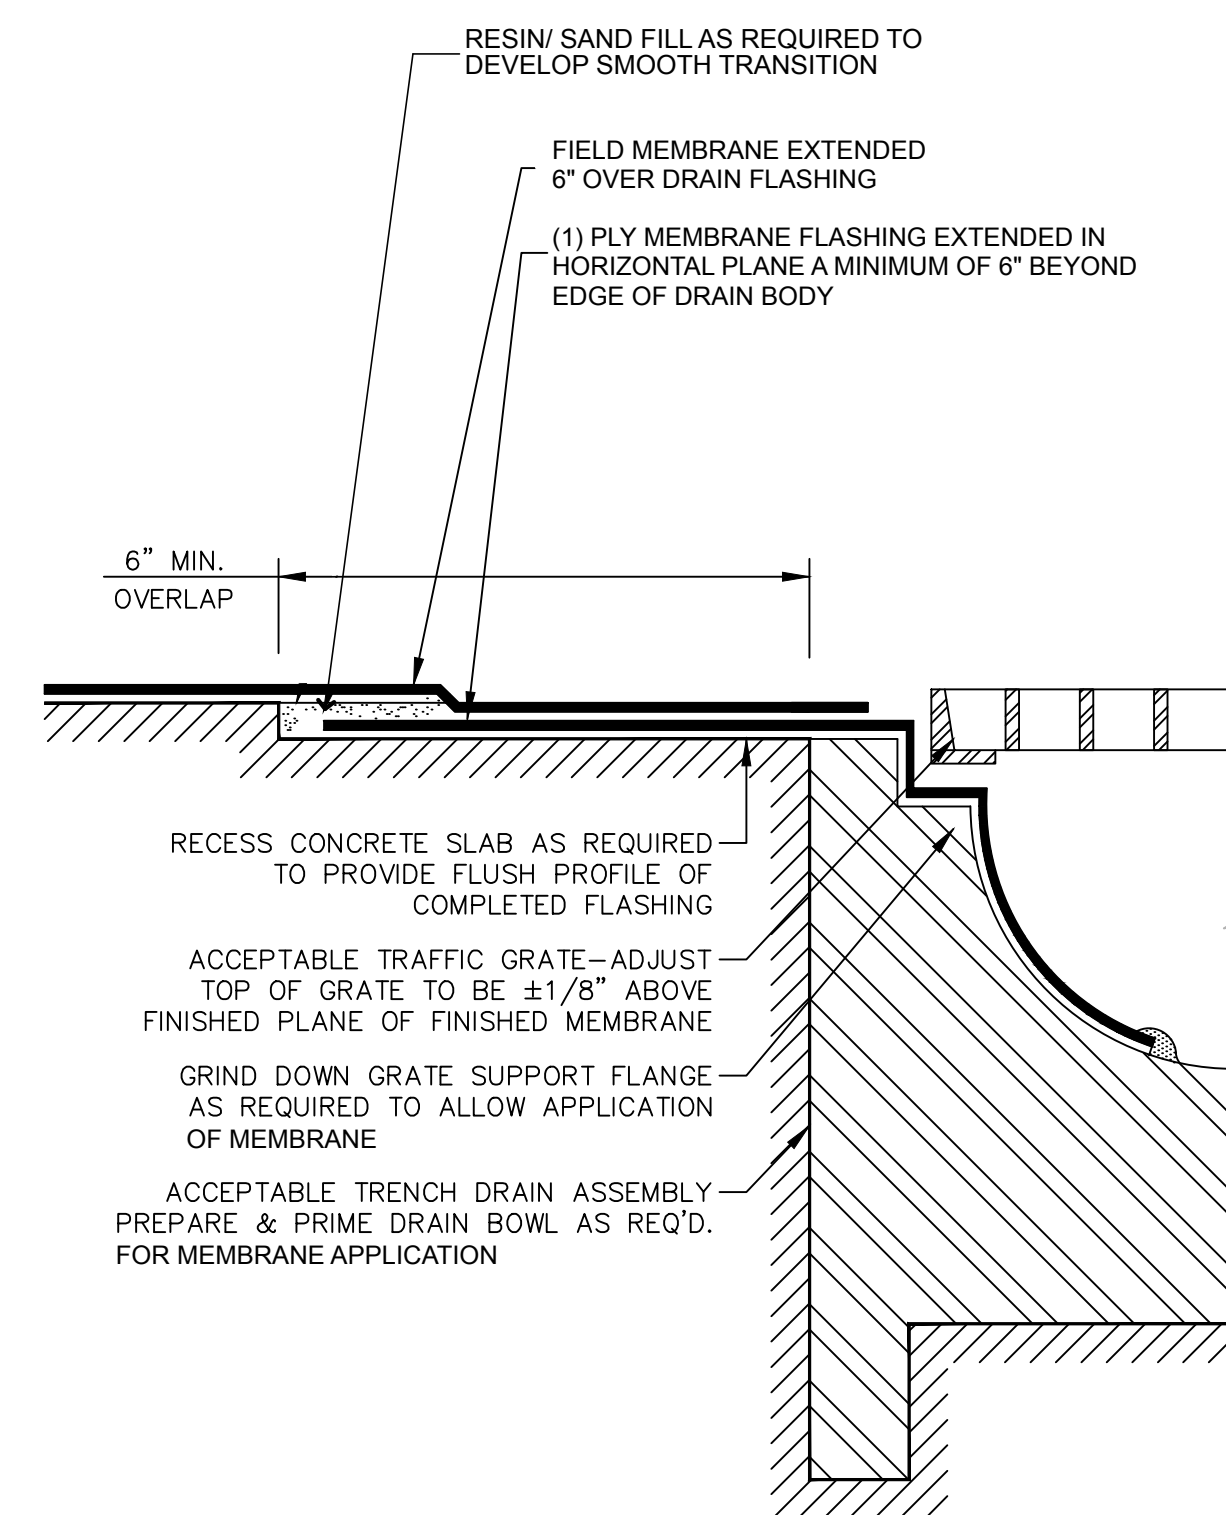 RESIN/ SAND FILL AS REQUIRED TO
DEVELOP SMOOTH TRANSITION
FIELD MEMBRANE EXTENDED
6" OVER DRAIN FLASHING
(1) PLY MEMBRANE FLASHING EXTENDED IN
HORIZONTAL PLANE A MINIMUM OF 6" BEYOND
EDGE OF DRAIN BODY
6” MIN.
OVERLAP
RECESS CONCRETE SLAB AS REQUIRED
TO PROVIDE FLUSH PROFILE OF
COMPLETED FLASHING
ACCEPTABLE TRAFFIC GRATE–ADJUST
TOP OF GRATE TO BE ±1/8” ABOVE
FINISHED PLANE OF FINISHED MEMBRANE
GRIND DOWN GRATE SUPPORT FLANGE
AS REQUIRED TO ALLOW APPLICATION
OF MEMBRANE
ACCEPTABLE TRENCH DRAIN ASSEMBLY
PREPARE & PRIME DRAIN BOWL AS REQ’D.
FOR MEMBRANE APPLICATION